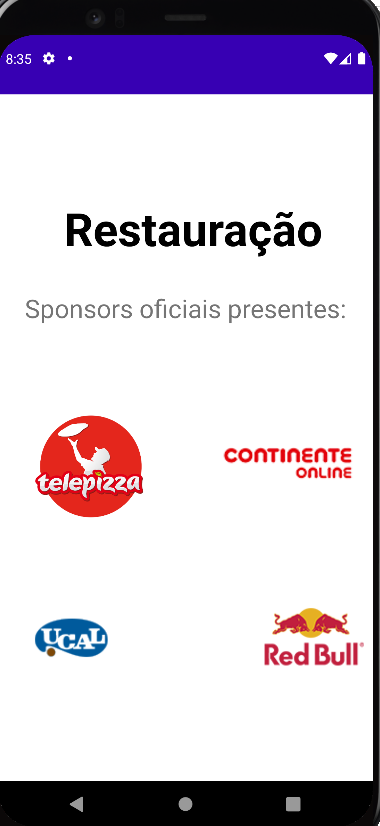 8:35
Restauração
Sponsors oficiais presentes:
telepizza
CONTINENTE
ONLINE
UCAL
Red Bull